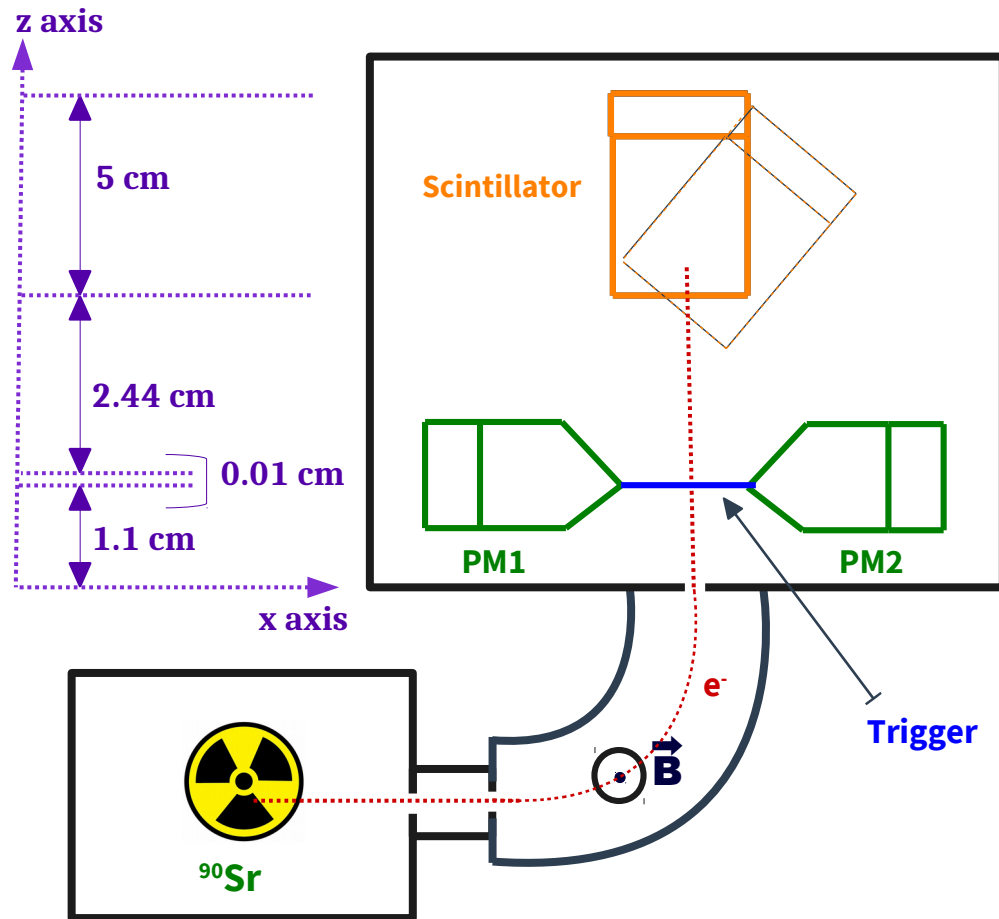 z axis
5 cm
Scintillator
2.44 cm
0.01 cm
1.1 cm
PM1
PM2
x axis
e-
Trigger
B
⁹⁰Sr